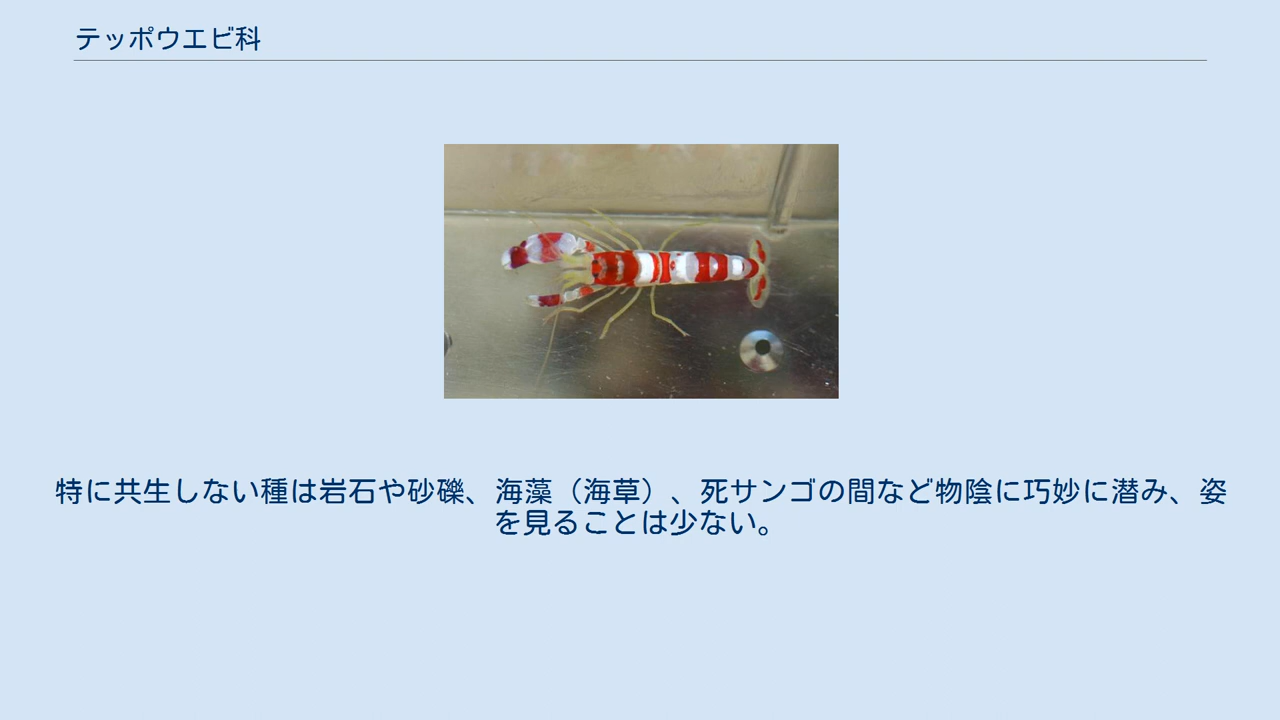 テッポウエビ科
特に共生しない種は岩石や砂礫、海藻（海草）、死サンゴの間など物陰に巧妙に潜み、姿
を見ることは少ない。